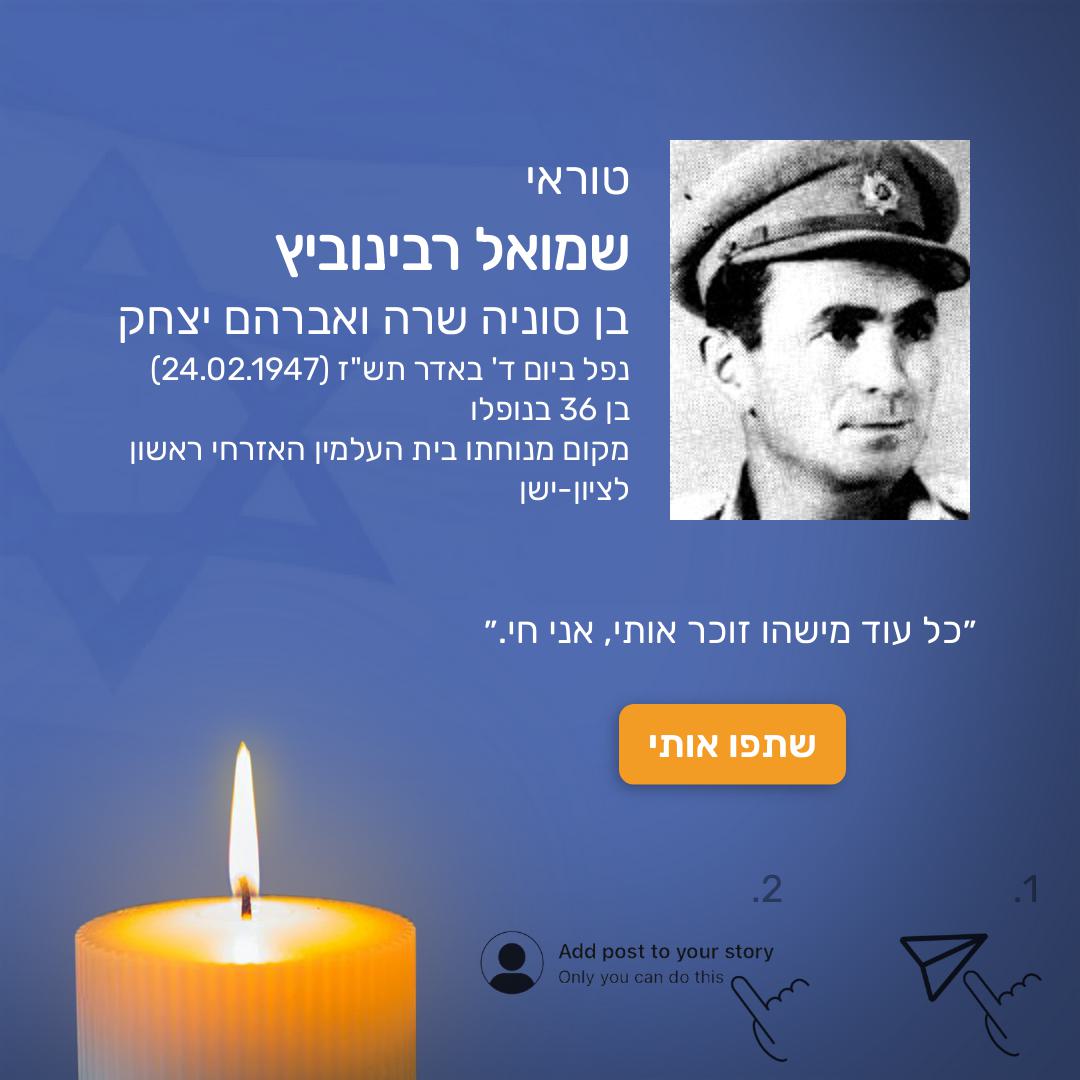 טוראי
שמואל רבינוביץ
בן סוניה שרה ואברהם יצחק
נפל ביום ד' באדר תש"ז (24.02.1947)
בן 36 בנופלו
מקום מנוחתו בית העלמין האזרחי ראשון
לציון-ישן
״כל עוד מישהו זוכר אותי, אני חי.״
שתפו אותי
1.
2.
Add post to your story
Only you can do this